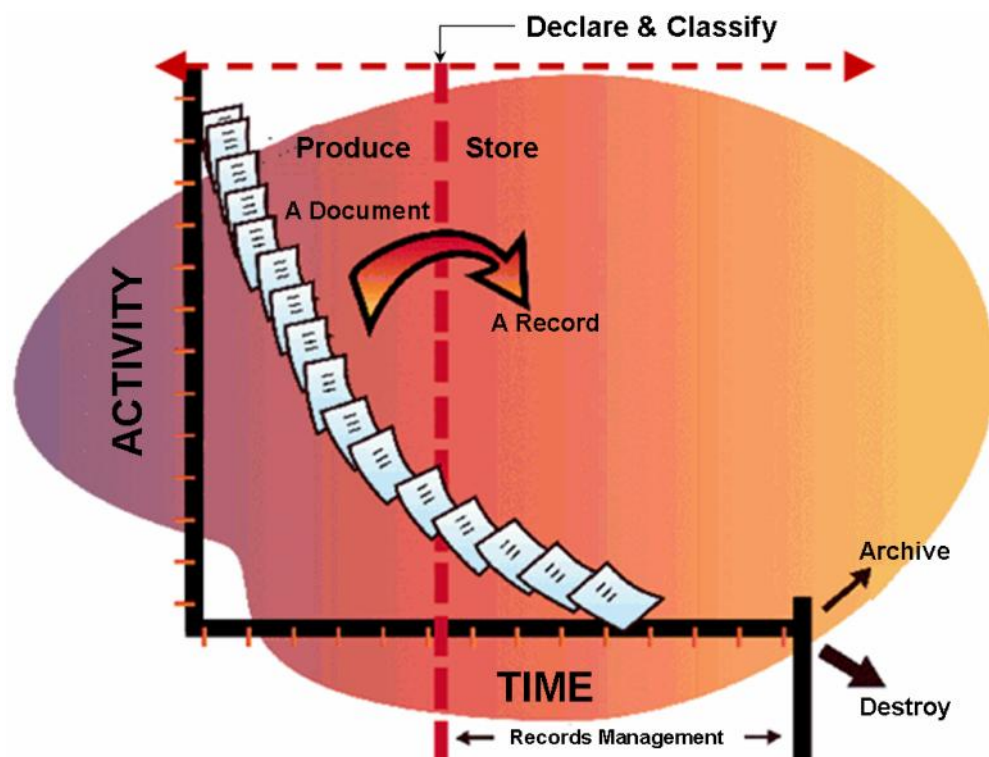 Declare & Classify
Produce
Store
A Document
A Record
ACTIVITY
Archive
TIME
Destroy
Records Management